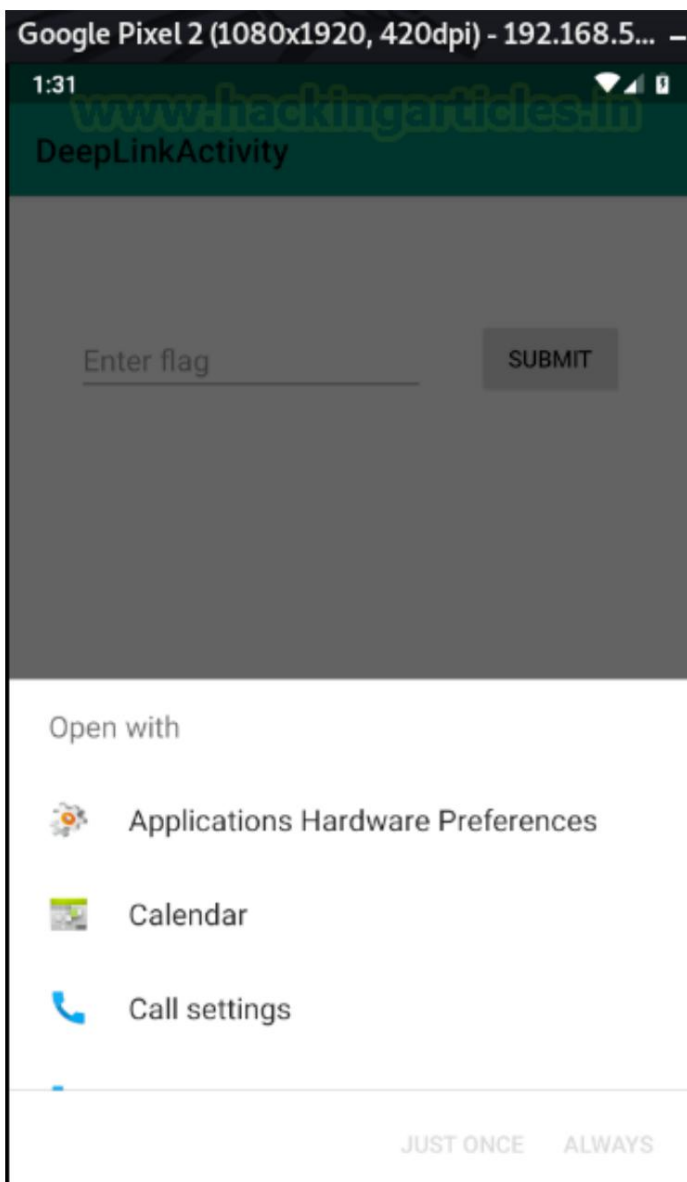 Google Pixel 2 (1080x1920, 420dpi) - 192.168.5... –
1:31
www.hackingarticles.in
DeepLinkActivity
Enter flag
SUBMIT
Open with
Applications Hardware Preferences
Calendar
Call settings
JUST ONCE ALWAYS